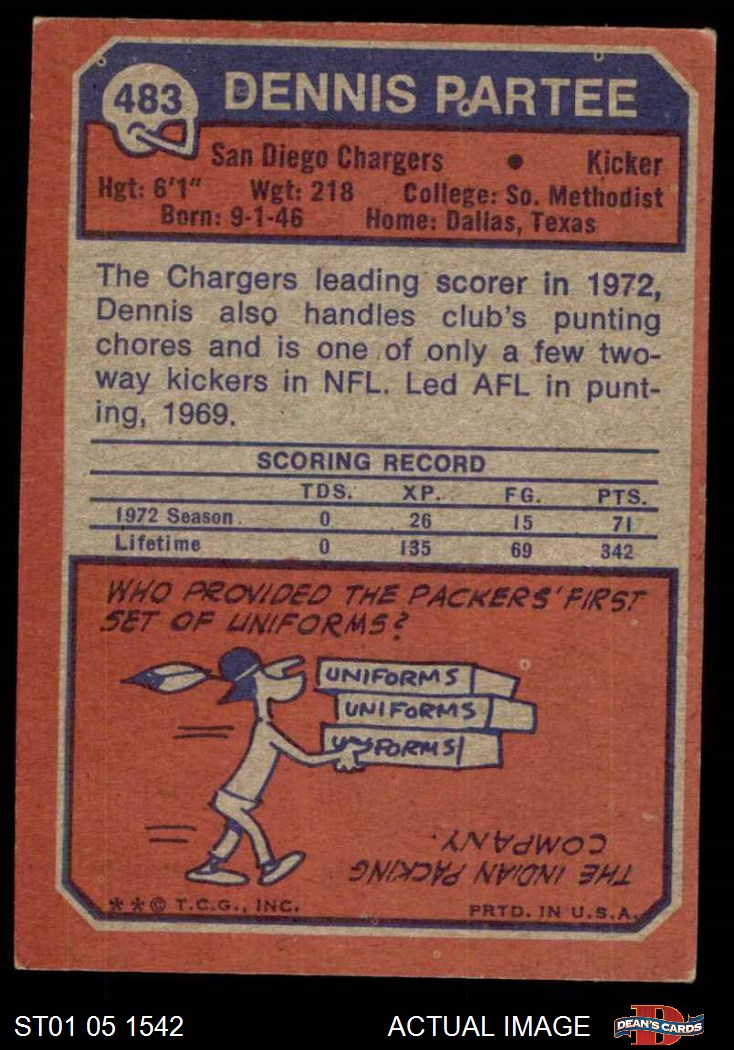 483 DENNIS PARTEE
San Diego Chargers • Kicker
Hgt: 6'1" Wgt: 218 College: So. Methodist
Born: 9-1-46 Home: Dallas, Texas
The Chargers leading scorer in 1972,
Dennis also handles club's punting
chores and is one of only a few two-
way kickers in NFL. Led AFL in punt-
ing, 1969.
SCORING RECORD
TDS. XP. FG. PTS.
1972 Season 0 26 15 71
Lifetime 0 135 69 342
WHO PROVIDED THE PACKERS' FIRST
SET OF UNIFORMS?
UNIFORMS
UNIFORMS
UNIFORMS
THE INDIAN PACKING
COMPANY.
**© T.C.G., INC. PRTD. IN U.S.A.
ST01 05 1542 ACTUAL IMAGE D DEAN'S CARDS